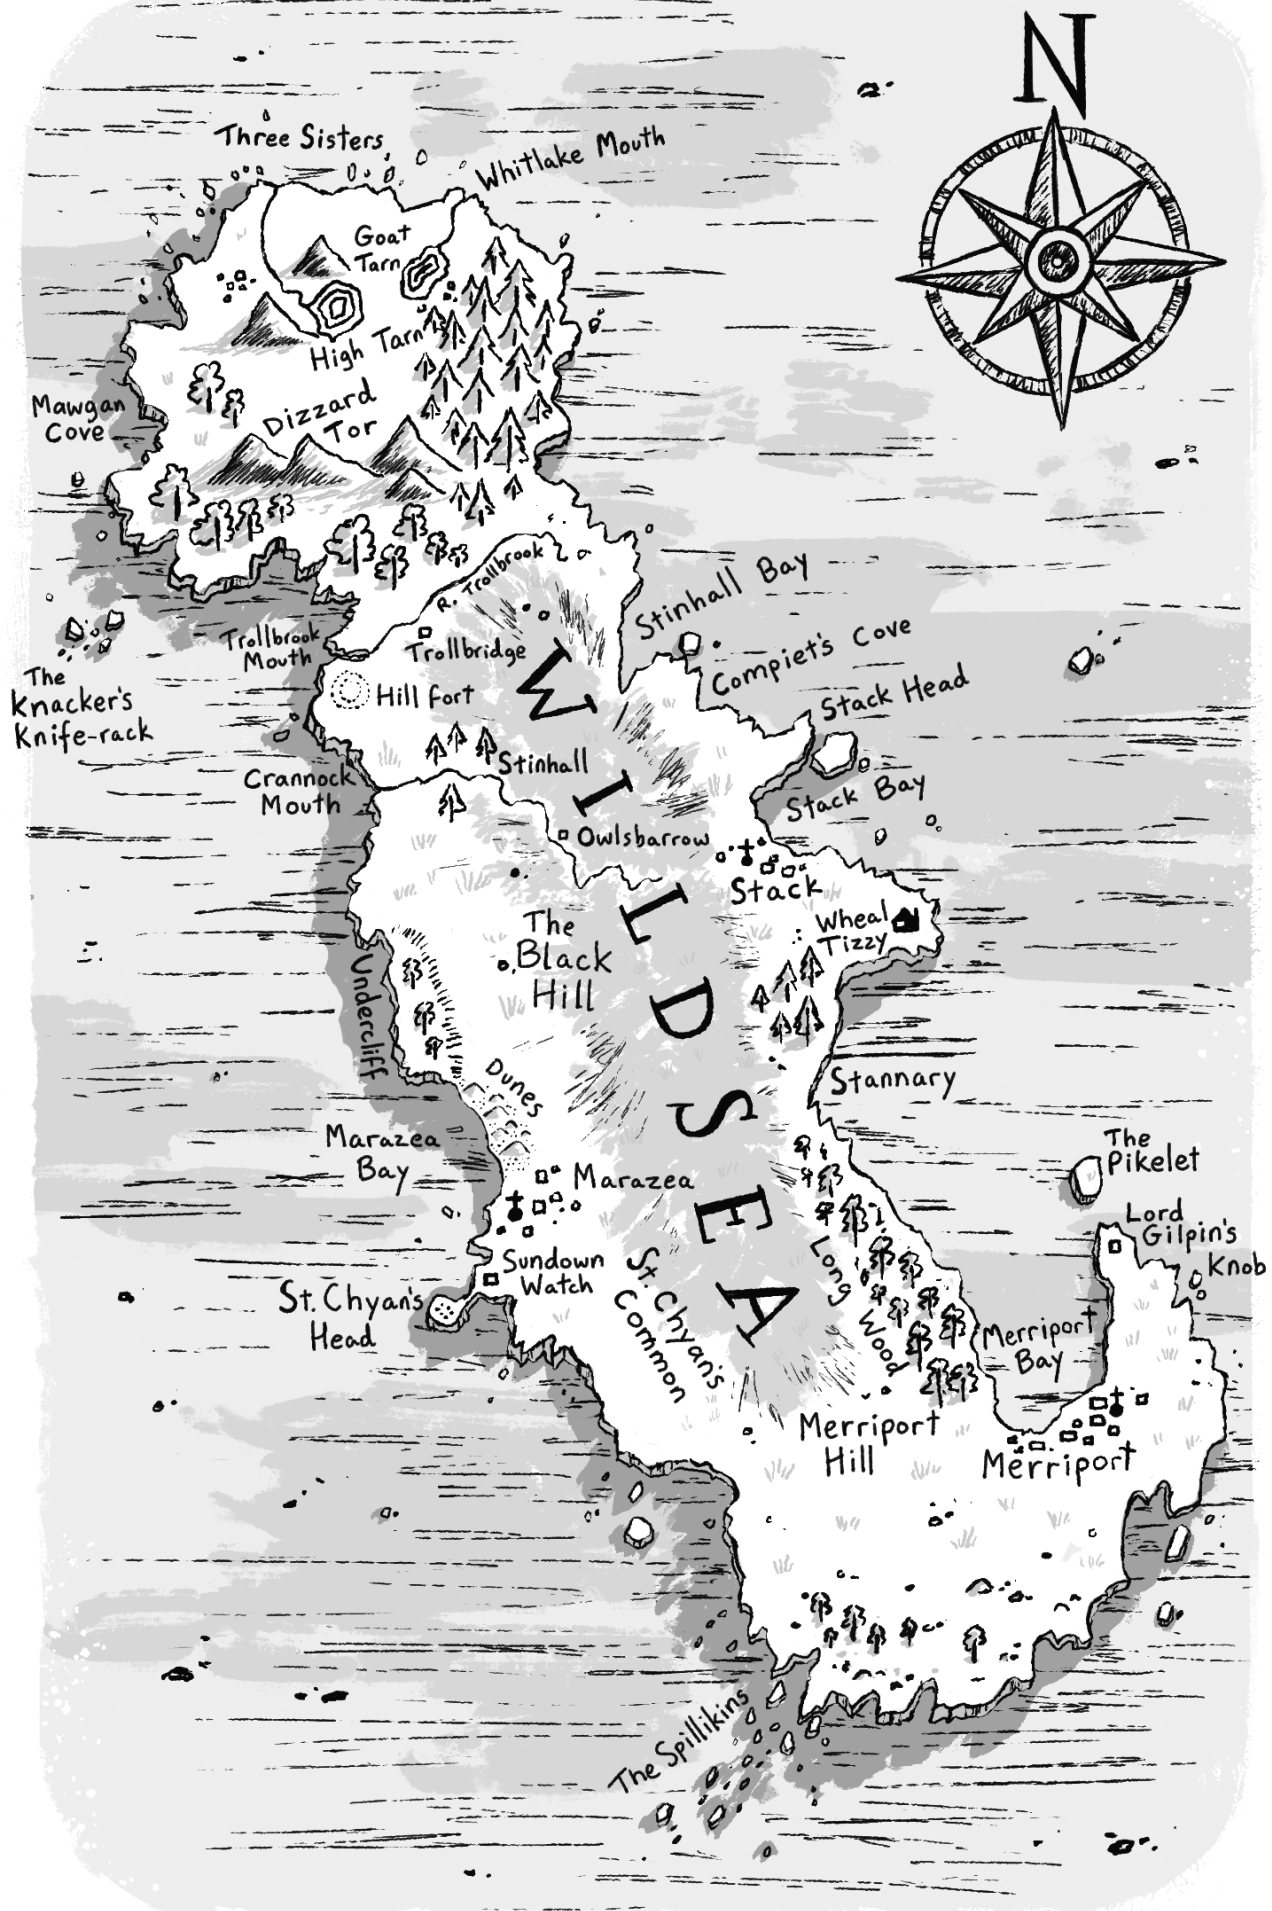 N
Three Sisters
Whitlake Mouth
Goat
Tarn
High Tarn
Mawgan
Cove
Dizzard
Tor
R. Trollbrook
Stinhall Bay
Trollbrook
Mouth
Trollbridge
Compiet's Cove
The
Knacker's
Knife-rack
Hill Fort
Stack Head
WILDSEA
Stinhall
Crannock
Mouth
Stack Bay
Owlsbarrow
Stack
The
Black
Hill
Wheal
Tizzy
Undercliff
Dunes
Stannary
Marazea
Bay
The
Pikelet
Marazea
Lord
Gilpin's
Knob
Sundown
Watch
St. Chyan's
Head
St. Chyan's
Common
Long
Wood
Merriport
Bay
Merriport
Hill
Merriport
The Spillikins